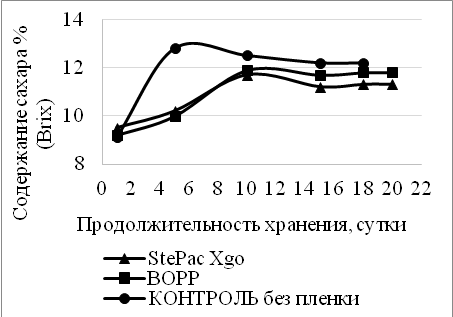 Содержание сахара %
(Brix)
14
12
10
8
0 2 4 6 8 10 12 14 16 18 20 22
Продолжительность хранения, сутки
StePac Xgo
BOPP
КОНТРОЛЬ без пленки